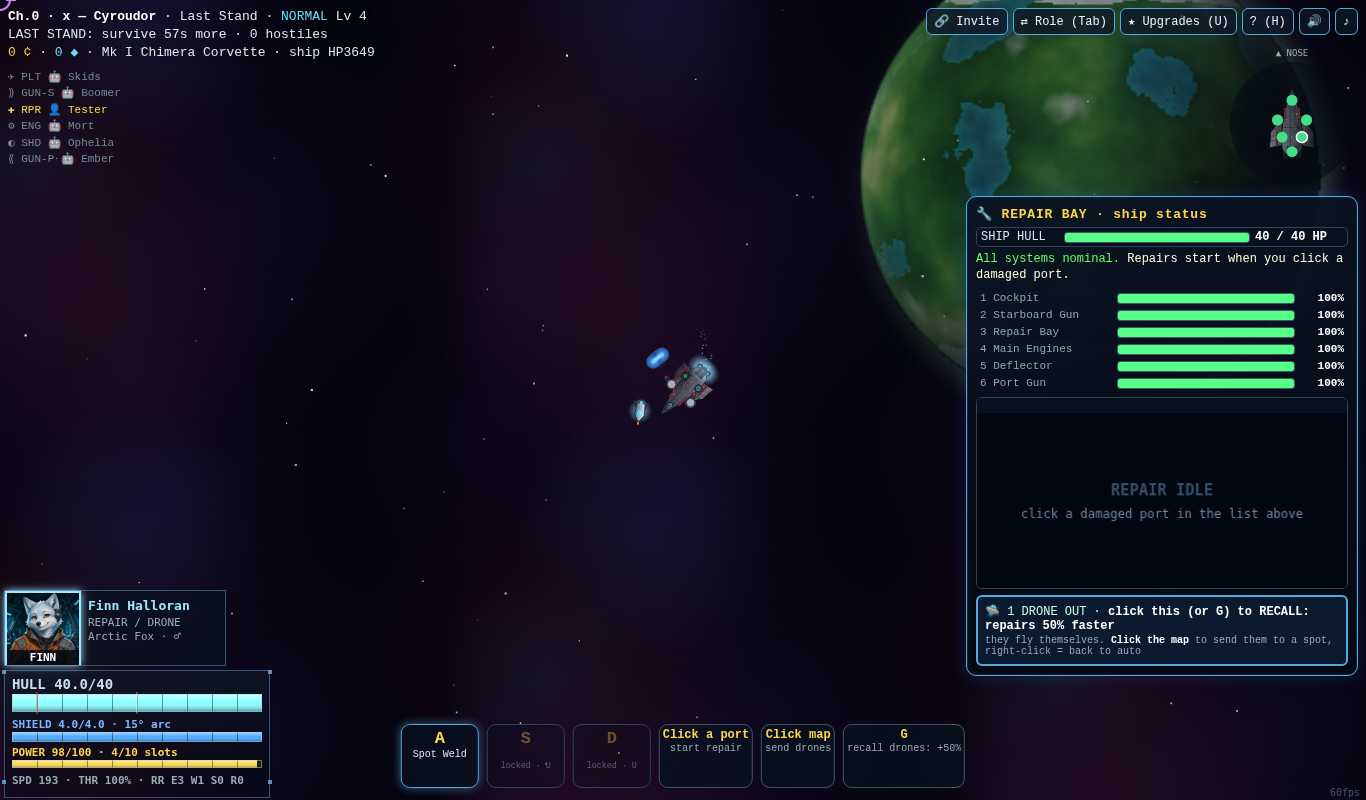 Ch.0 · x — Cyroudor · Last Stand · NORMAL Lv 4
LAST STAND: survive 57s more · 0 hostiles
0 ¢ · 0 ◆ · Mk I Chimera Corvette · ship HP3649
PLT 🤖 Skids
GUN-S 🤖 Boomer
RPR 👤 Tester
ENG 🤖 Mort
SHD 🤖 Ophelia
GUN-P 🤖 Ember
🔗 Invite
⇄ Role (Tab)
★ Upgrades (U)
? (H)
▲ NOSE
🔧 REPAIR BAY · ship status
SHIP HULL 40 / 40 HP
All systems nominal. Repairs start when you click a
damaged port.
1 Cockpit 100%
2 Starboard Gun 100%
3 Repair Bay 100%
4 Main Engines 100%
5 Deflector 100%
6 Port Gun 100%
REPAIR IDLE
click a damaged port in the list above
🛸 1 DRONE OUT · click this (or G) to RECALL:
repairs 50% faster
they fly themselves. Click the map to send them to a spot,
right-click = back to auto
Finn Halloran
REPAIR / DRONE
Arctic Fox · ♂
FINN
HULL 40.0/40
SHIELD 4.0/4.0 · 15° arc
POWER 98/100 · 4/10 slots
SPD 193 · THR 100% · RR E3 W1 S0 R0
A
Spot Weld
S
locked · U
D
locked · U
Click a port
start repair
Click map
send drones
G
recall drones: +50%
60fps